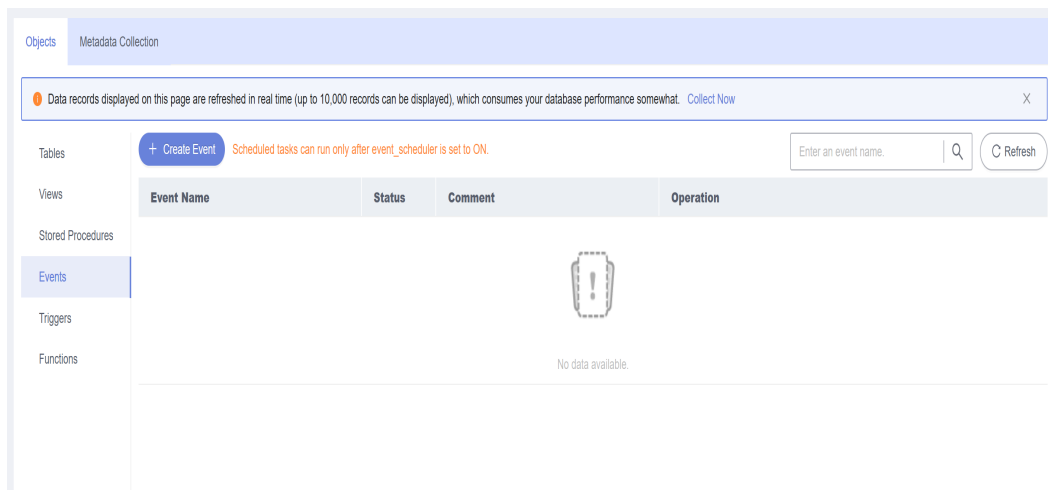 Objects Metadata Collection
! Data records displayed on this page are refreshed in real time (up to 10,000 records can be displayed), which consumes your database performance somewhat. Collect Now X
Tables
+ Create Event Scheduled tasks can run only after event_scheduler is set to ON. Enter an event name. Refresh
Views
Event Name Status Comment Operation
Stored Procedures
Events
!
Triggers
Functions
No data available.